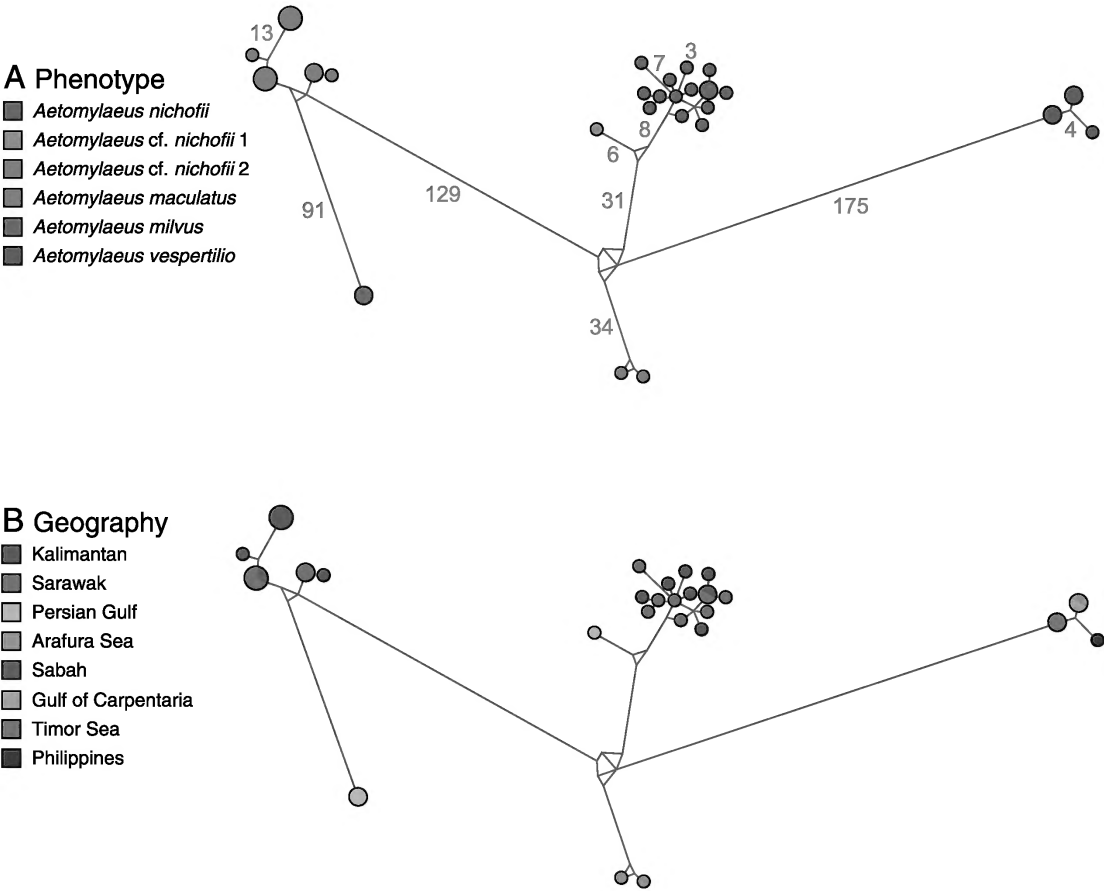 A Phenotype
Aetomylaeus nichofii
Aetomylaeus cf. nichofii 1
Aetomylaeus cf. nichofii 2
Aetomylaeus maculatus
Aetomylaeus milvus
Aetomylaeus vespertilio
13
91
129
7
3
8
6
31
34
175
4
B Geography
Kalimantan
Sarawak
Persian Gulf
Arafura Sea
Sabah
Gulf of Carpentaria
Timor Sea
Philippines